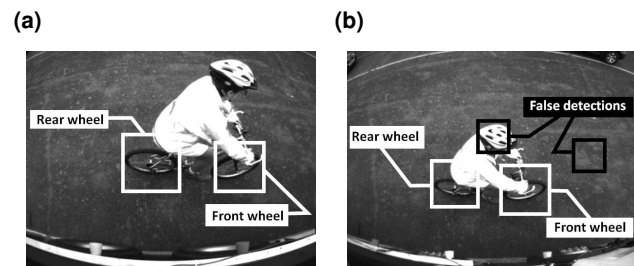 (a)
(b)
Rear wheel
Front wheel
False detections
Rear wheel
Front wheel